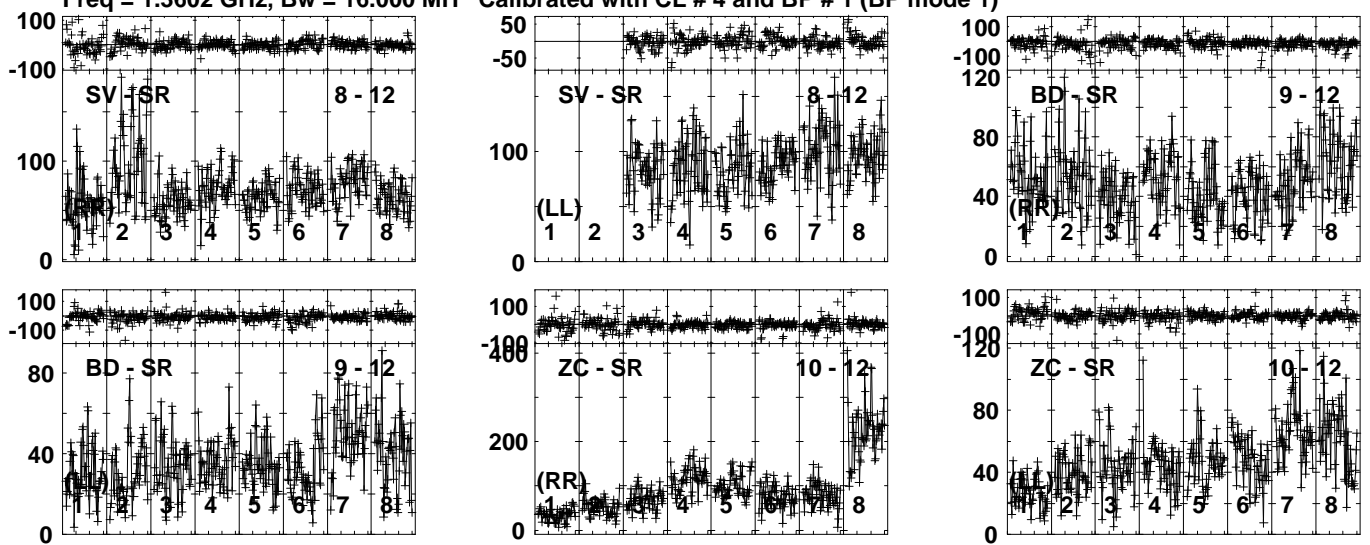 Freq = 1.3602 GHz, Bw = 16.000 MH Calibrated with CL # 4 and BP # 1 (BP mode 1)
100
-100
SV - SR 8 - 12
100
(RR)
1 2 3 4 5 6 7 8
0
50
0
-50
SV - SR 8 - 12
100
(LL)
1 2 3 4 5 6 7 8
0
100
-100
120
BD - SR 9 - 12
80
40
(RR)
1 2 3 4 5 6 7 8
0
100
-100
BD - SR 9 - 12
80
40
(LL)
1 2 3 4 5 6 7 8
0
100
-100
400
ZC - SR 10 - 12
200
(RR)
1 2 3 4 5 6 7 8
0
100
-100
120
ZC - SR 10 - 12
80
40
(LL)
1 2 3 4 5 6 7 8
0